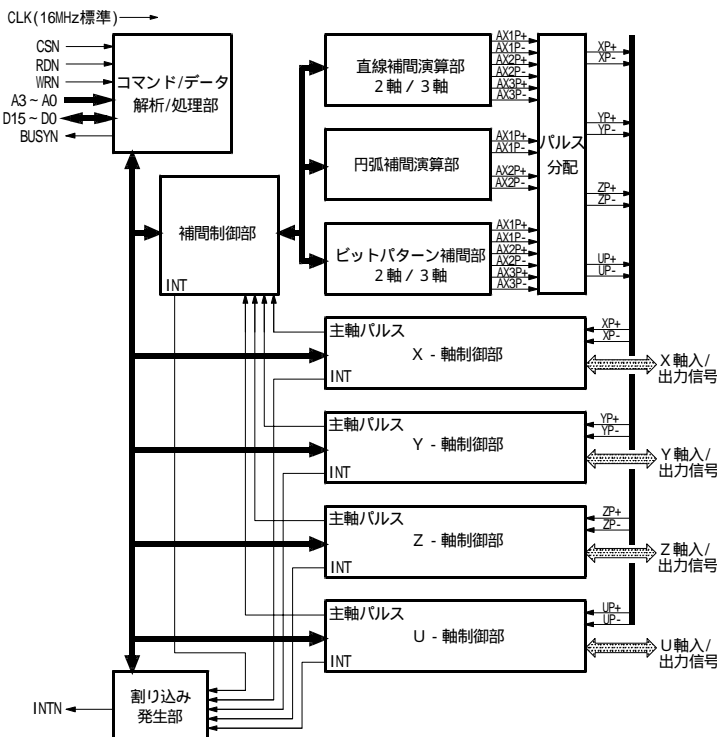 CLK(16MHz標準)
CSN
RDN
WRN
A3～A0
D15～D0
BUSYN
コマンド/データ
解析/処理部
直線補間演算部
2軸/3軸
AX1P+
AX1P-
AX2P+
AX2P-
AX3P+
AX3P-
円弧補間演算部
AX1P+
AX1P-
AX2P+
AX2P-
ビットパターン補間部
2軸/3軸
AX1P+
AX1P-
AX2P+
AX2P-
AX3P+
AX3P-
パルス
分配
XP+
XP-
YP+
YP-
ZP+
ZP-
UP+
UP-
補間制御部
INT
主軸パルス
X - 軸制御部
INT
XP+
XP-
X軸入/
出力信号
主軸パルス
Y - 軸制御部
INT
YP+
YP-
Y軸入/
出力信号
主軸パルス
Z - 軸制御部
INT
ZP+
ZP-
Z軸入/
出力信号
主軸パルス
U - 軸制御部
INT
UP+
UP-
U軸入/
出力信号
INTN
割り込み
発生部